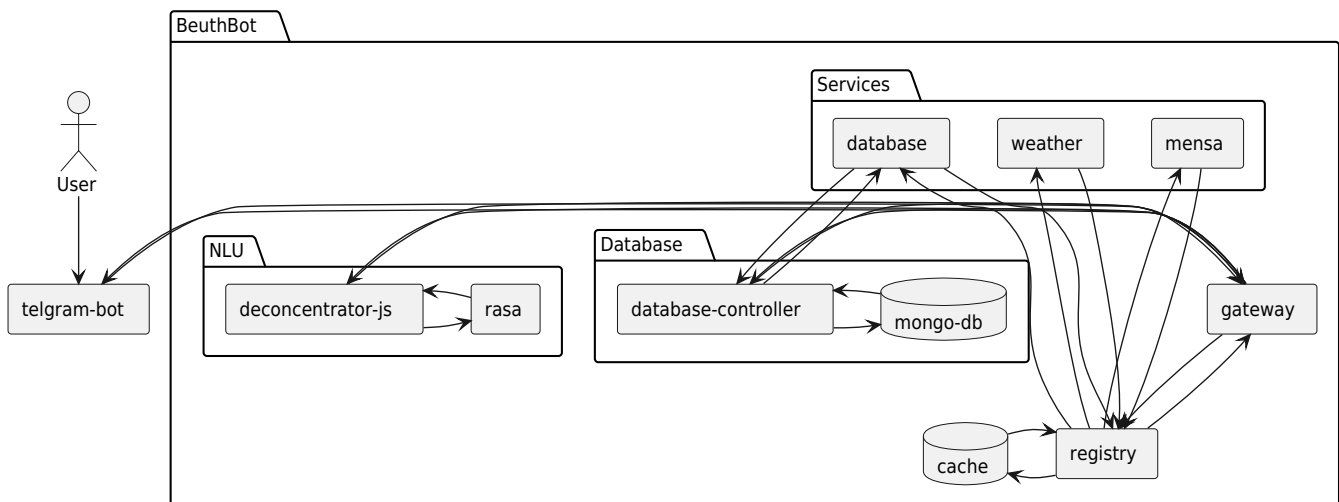 BeuthBot
Services
database
weather
mensa
User
NLU
Database
telgram-bot
deconcentrator-js
rasa
database-controller
mongo-db
gateway
cache
registry